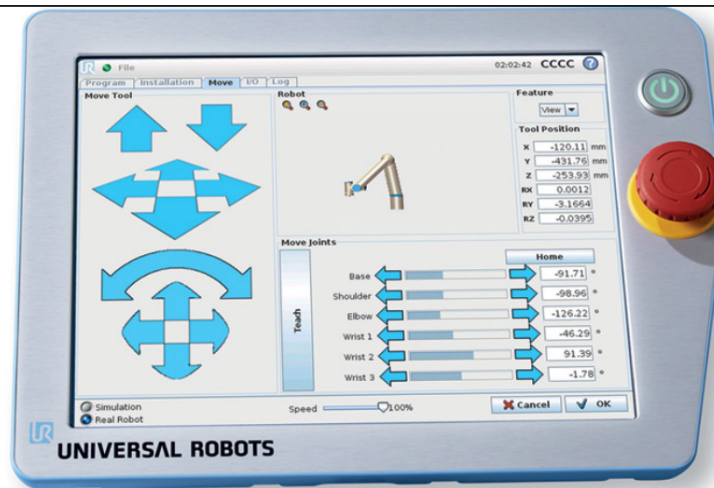 File 02:02:42 CCCC ?
Program Installation Move I/O Log
Move Tool
Robot
Feature
View
Tool Position
X -120.11 mm
Y -431.76 mm
Z -253.93 mm
RX 0.0012
RY -3.1664
RZ -0.0395
Move Joints
Home
Teach
Base -91.71 °
Shoulder -98.96 °
Elbow -126.22 °
Wrist 1 -46.29 °
Wrist 2 91.39 °
Wrist 3 -1.78 °
Simulation
Real Robot
Speed 100%
Cancel OK
UR
UNIVERSAL ROBOTS